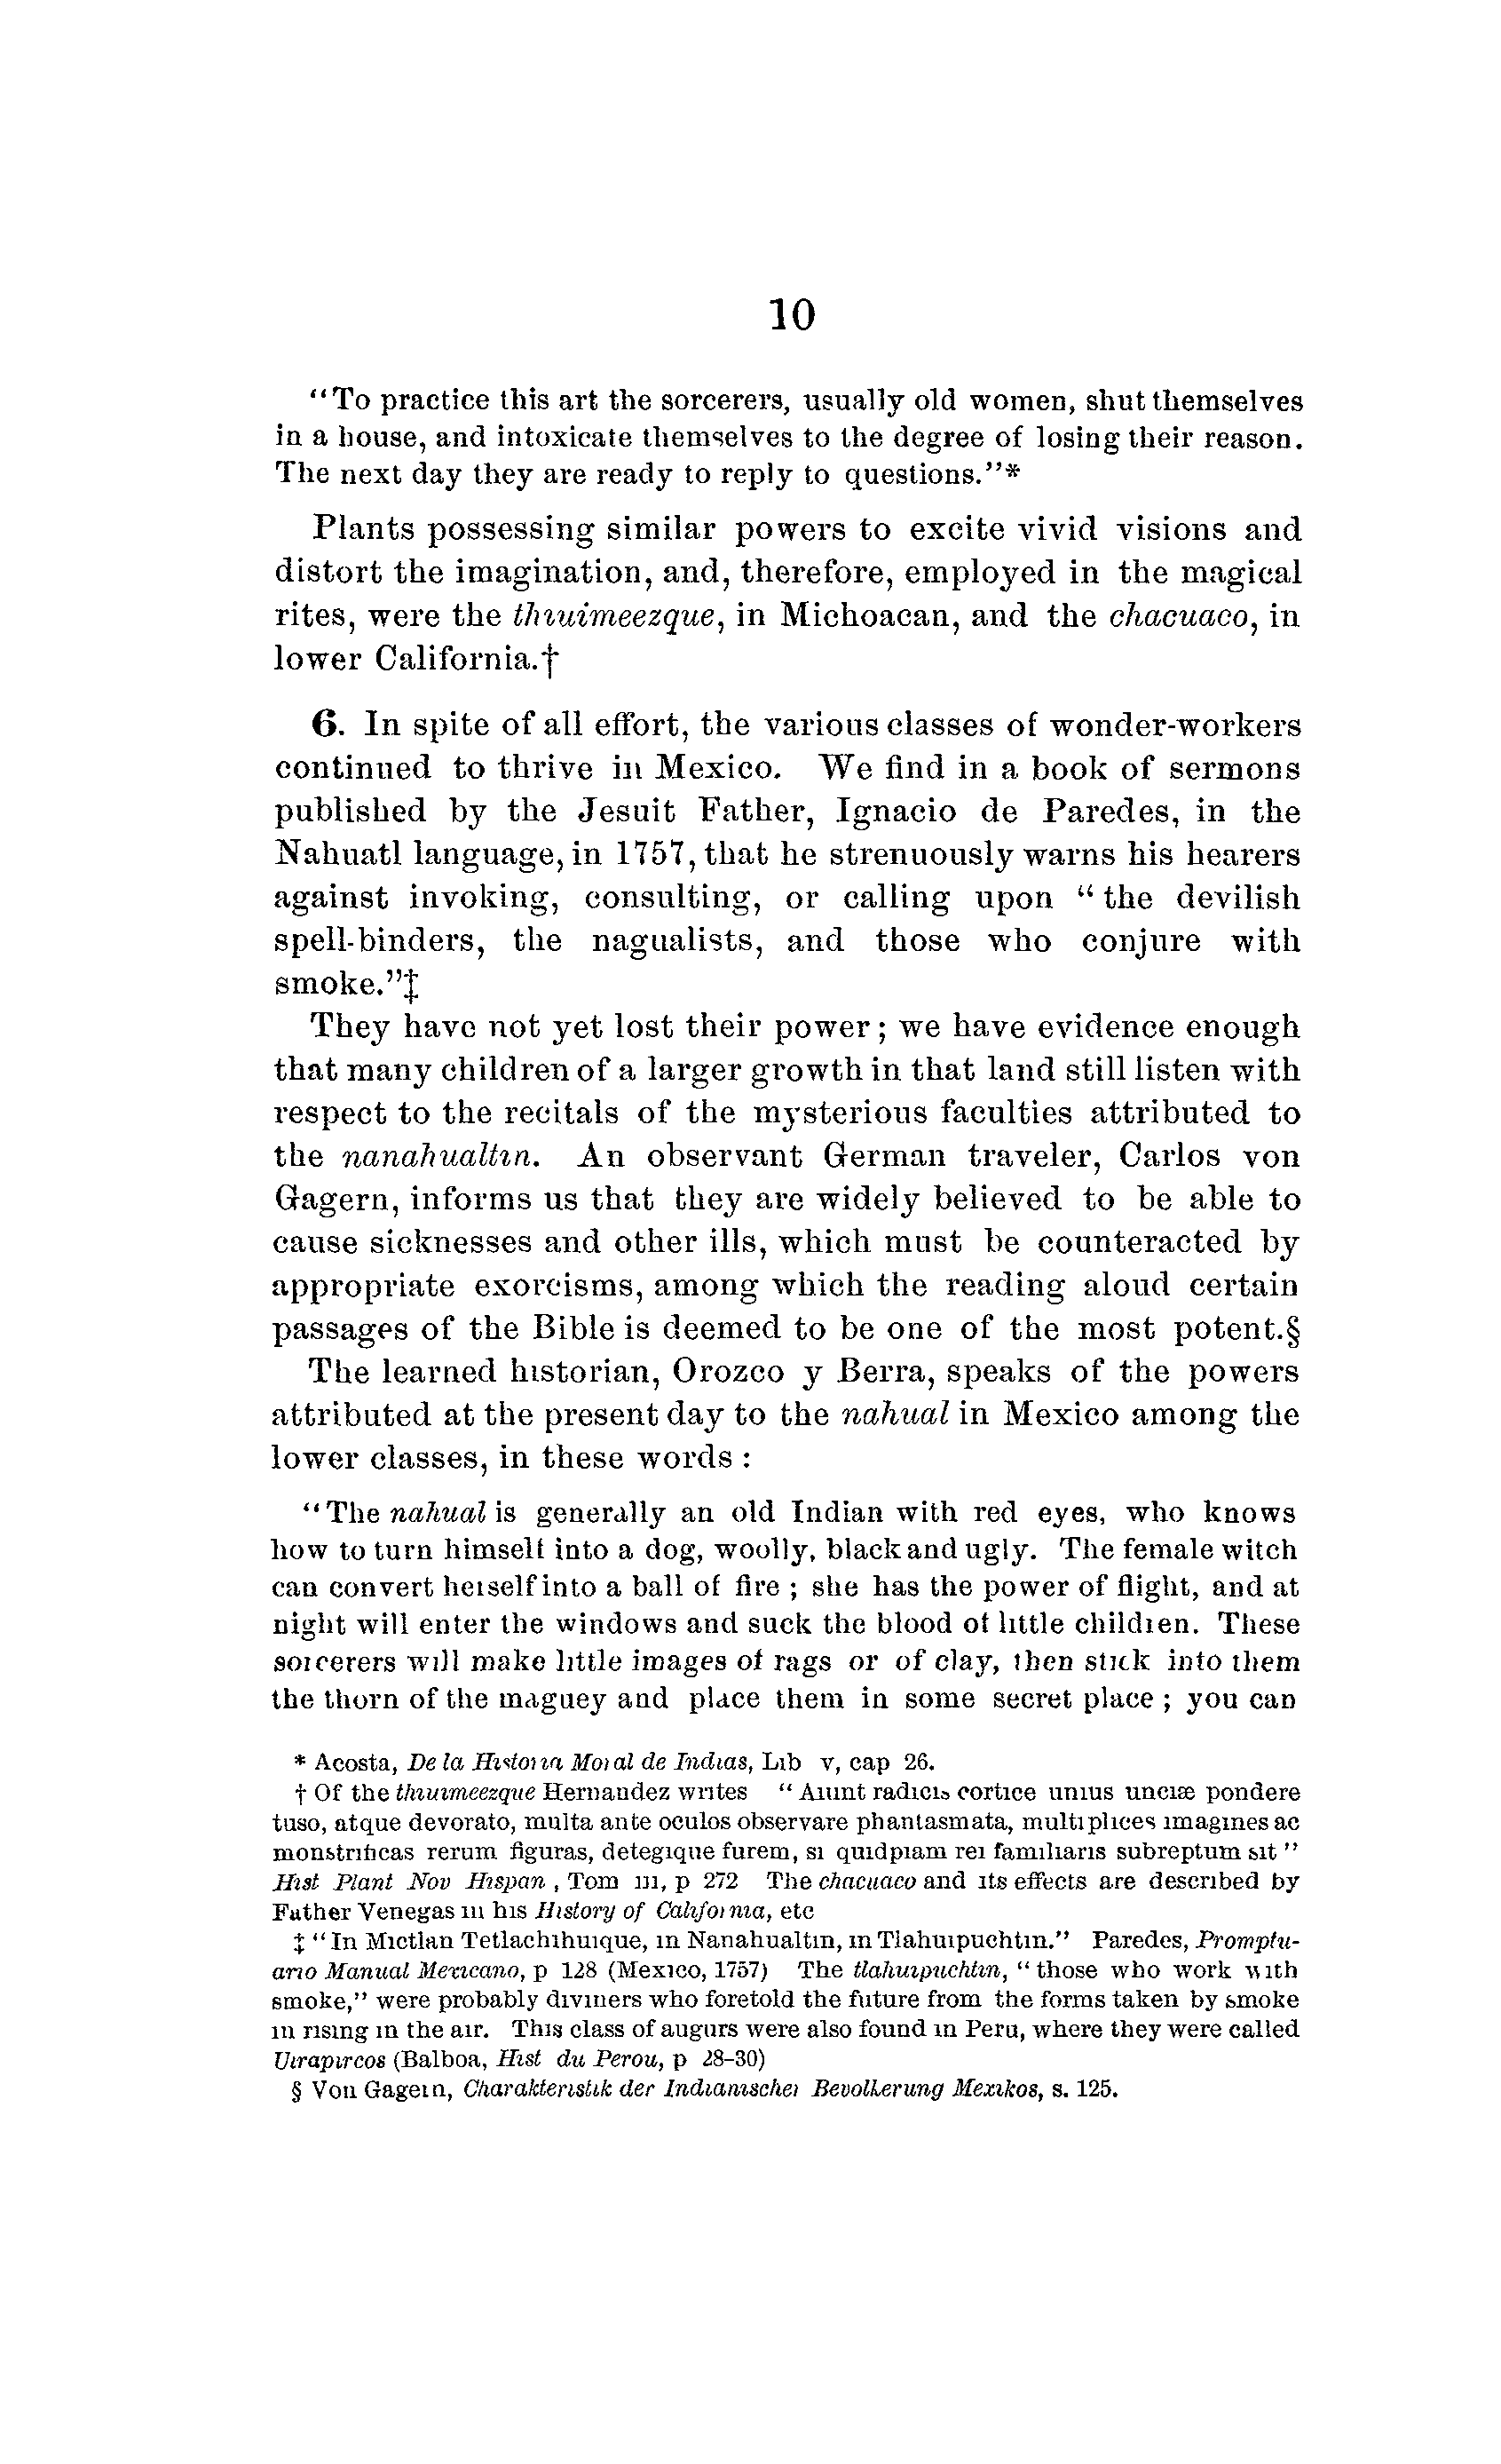 10
"To practice this art the sorcerers, usually old women, shut themselves
in a house, and intoxicate themselves to the degree of losing their reason.
The next day they are ready to reply to questions."*
Plants possessing similar powers to excite vivid visions and
distort the imagination, and, therefore, employed in the magical
rites, were the thiuimeezque, in Michoacan, and the chacuaco, in
lower California.†
6. In spite of all effort, the various classes of wonder-workers
continued to thrive in Mexico. We find in a book of sermons
published by the Jesuit Father, Ignacio de Paredes, in the
Nahuatl language, in 1757, that he strenuously warns his hearers
against invoking, consulting, or calling upon "the devilish
spell-binders, the nagualists, and those who conjure with
smoke."‡
They have not yet lost their power; we have evidence enough
that many children of a larger growth in that land still listen with
respect to the recitals of the mysterious faculties attributed to
the nanahualtin. An observant German traveler, Carlos von
Gagern, informs us that they are widely believed to be able to
cause sicknesses and other ills, which must be counteracted by
appropriate exorcisms, among which the reading aloud certain
passages of the Bible is deemed to be one of the most potent.§
The learned historian, Orozco y Berra, speaks of the powers
attributed at the present day to the nahual in Mexico among the
lower classes, in these words :
"The nahual is generally an old Indian with red eyes, who knows
how to turn himself into a dog, woolly, black and ugly. The female witch
can convert herself into a ball of fire ; she has the power of flight, and at
night will enter the windows and suck the blood of little children. These
sorcerers will make little images of rags or of clay, then stick into them
the thorn of the maguey and place them in some secret place ; you can
* Acosta, De la Historia Moral de Indias, Lib v, cap 26.
† Of the thiuimeezque Hernandez writes "Aiunt radicis cortice unius unciæ pondere
tuso, atque devorato, multa ante oculos observare phantasmata, multiplices imagines ac
monstrificas rerum figuras, detegique furem, si quidpiam rei familiaris subreptum sit"
Hist Plant Nov Hispan , Tom iii, p 272 The chacuaco and its effects are described by
Father Venegas in his History of California, etc
‡ "In Mictlan Tetlachihuique, in Nanahualtin, in Tlahuipuchtin." Paredes, Promptu-
ario Manual Mexicano, p 128 (Mexico, 1757) The tlahuipuchtin, "those who work with
smoke," were probably diviners who foretold the future from the forms taken by smoke
in rising in the air. This class of augurs were also found in Peru, where they were called
Uirapircos (Balboa, Hist du Perou, p 28-30)
§ Von Gagern, Charakteristik der Indianischer Bevolkerung Mexikos, s. 125.